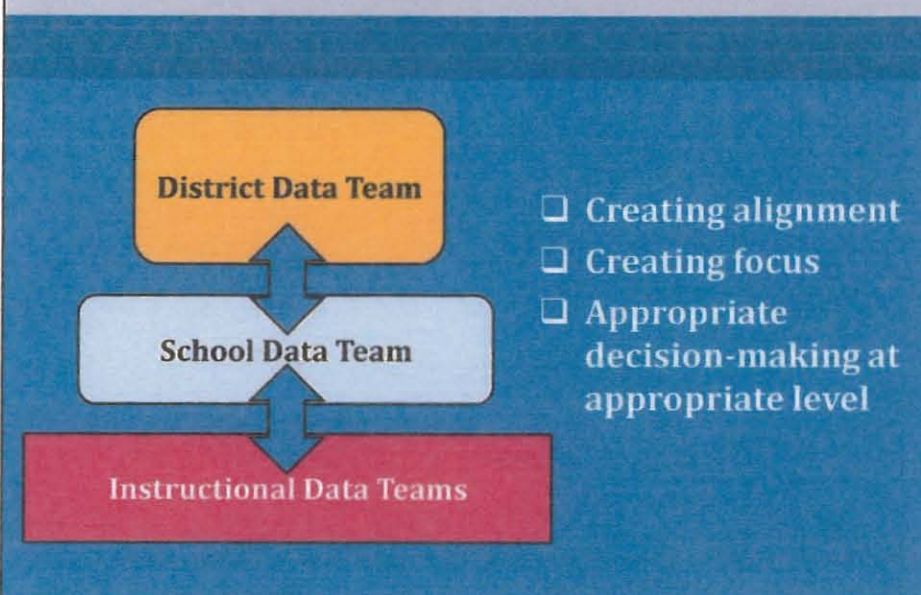 District Data Team
School Data Team
Instructional Data Teams
❑ Creating alignment
❑ Creating focus
❑ Appropriate
decision-making at
appropriate level